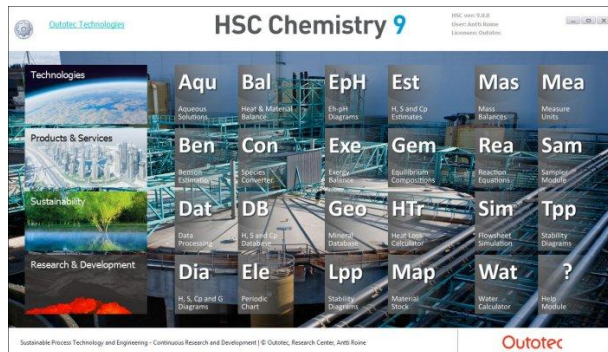 Outotec Technologies
HSC Chemistry 9
HSC ver: 9.0.8
User: Antti Roine
Licensee: Outotec
Technologies
Products & Services
Sustainability
Research & Development
Aqu
Aqueous
Solutions
Bal
Heat & Material
Balance
EpH
Eh-pH
Diagrams
Est
H, S and Cp
Estimates
Mas
Mass
Balances
Mea
Measure
Units
Ben
Benson
Estimation
Con
Species
Converter
Exe
Exergy
Balance
Gem
Equilibrium
Compositions
Rea
Reaction
Equations
Sam
Sampler
Module
Dat
Data
Processing
DB
H, S and Cp
Database
Geo
Mineral
Database
HTr
Heat Loss
Calculator
Sim
Flowsheet
Simulation
Tpp
Stability
Diagrams
Dia
H, S, Cp and G
Diagrams
Ele
Periodic
Chart
Lpp
Stability
Diagrams
Map
Material
Stock
Wat
Water
Calculator
?
Help
Module
Sustainable Process Technology and Engineering - Continuous Research and Development | © Outotec, Research Center, Antti Roine
Outotec